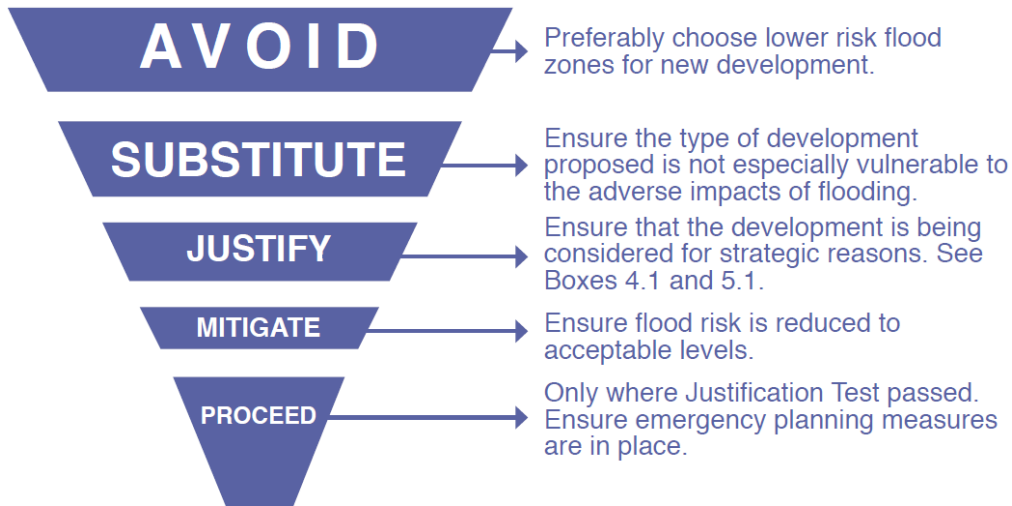 AVOID
Preferably choose lower risk flood
zones for new development.
SUBSTITUTE
Ensure the type of development
proposed is not especially vulnerable to
the adverse impacts of flooding.
JUSTIFY
Ensure that the development is being
considered for strategic reasons. See
Boxes 4.1 and 5.1.
MITIGATE
Ensure flood risk is reduced to
acceptable levels.
PROCEED
Only where Justification Test passed.
Ensure emergency planning measures
are in place.